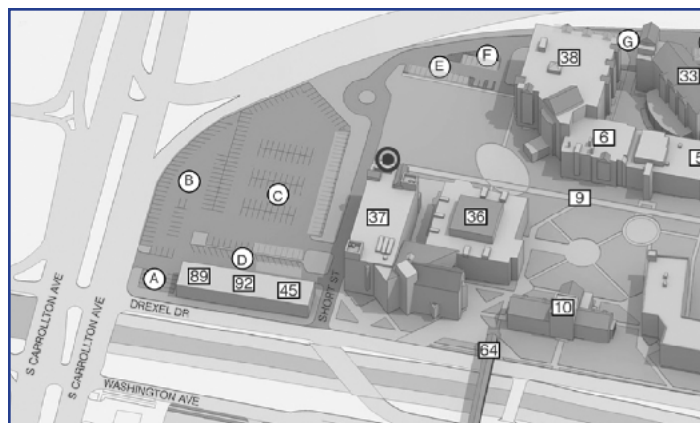 G
F
E
38
33
6
5
B
C
9
37
36
D
A
89
92
45
10
SHORT ST
DREXEL DR
64
S CARROLLTON AVE
S CARROLLTON AVE
WASHINGTON AVE